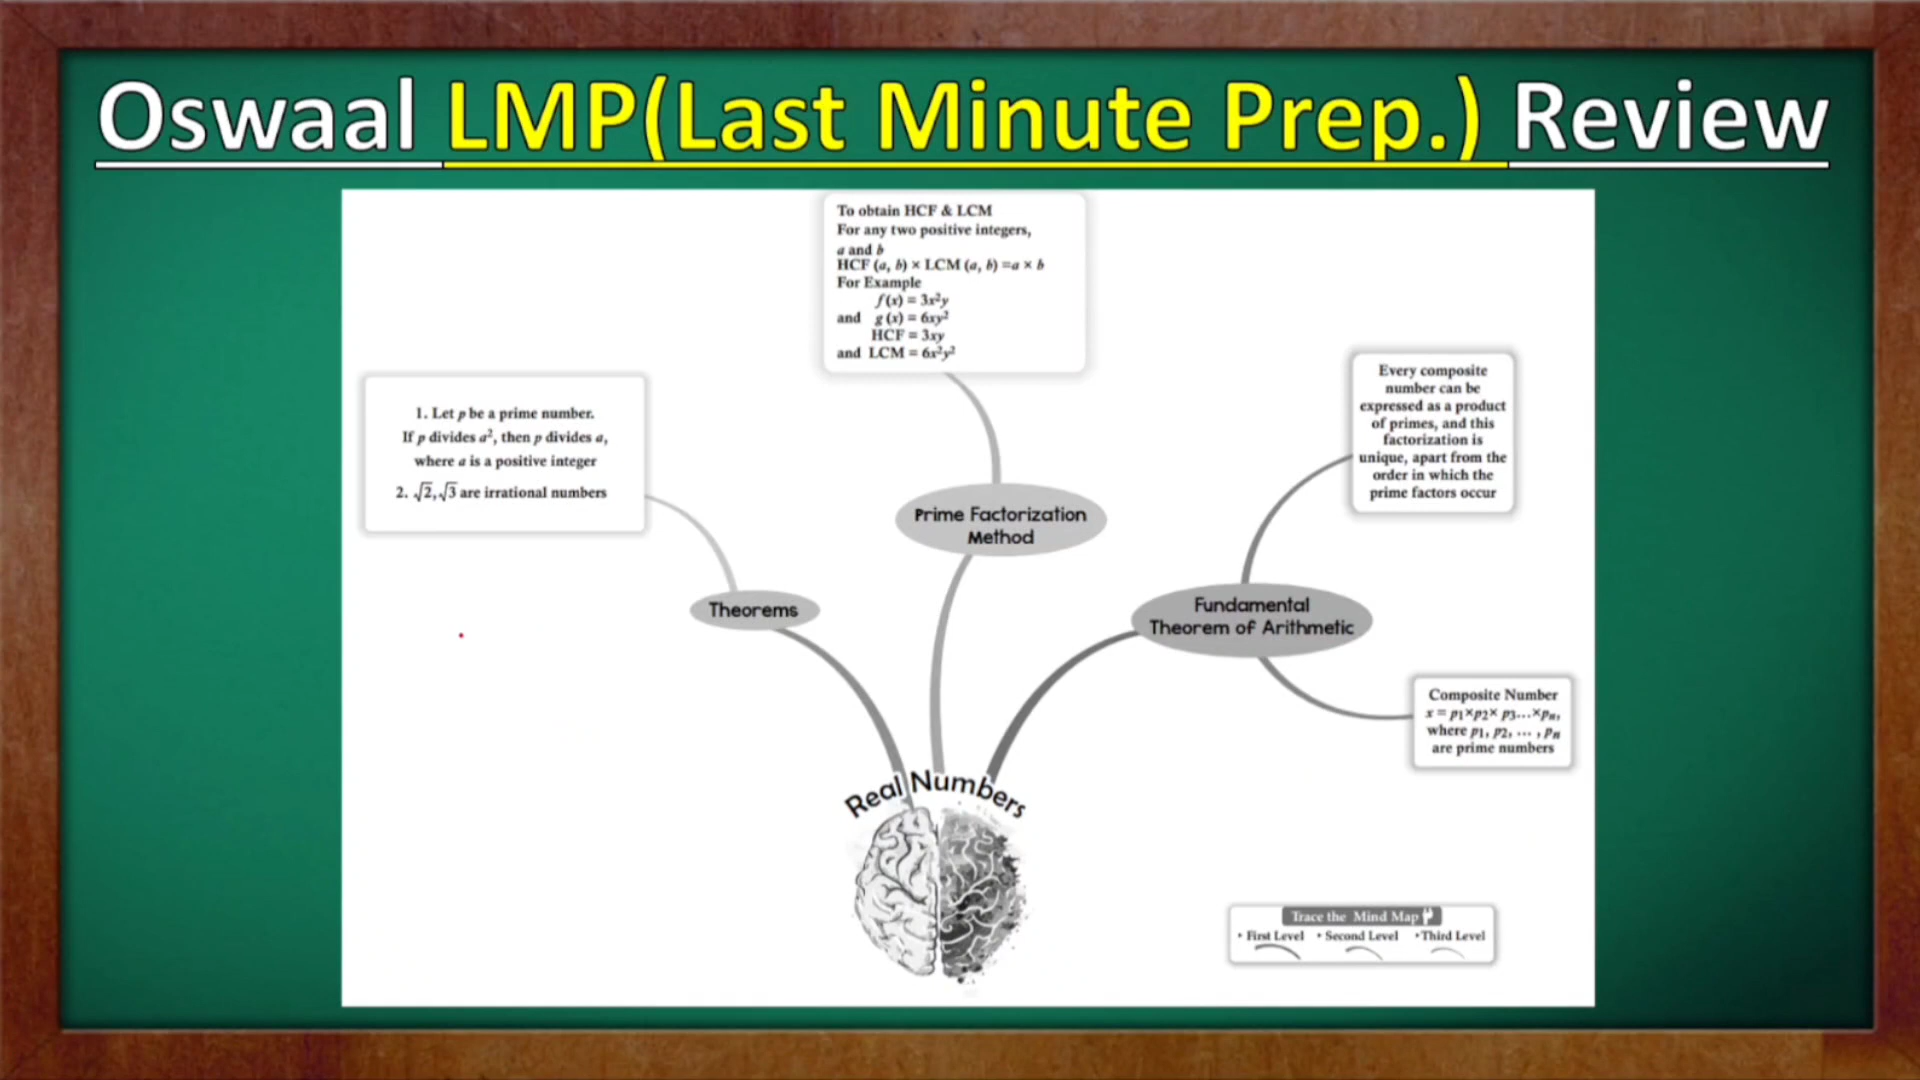 Oswaal LMP(Last Minute Prep.) Review
To obtain HCF & LCM
For any two positive integers,
a and b
HCF (a, b) × LCM (a, b) =a × b
For Example
f(x) = 3x²y
and g (x) = 6xy²
HCF = 3xy
and LCM = 6x²y²
1. Let p be a prime number.
If p divides a², then p divides a,
where a is a positive integer
2. √2,√3 are irrational numbers
Every composite
number can be
expressed as a product
of primes, and this
factorization is
unique, apart from the
order in which the
prime factors occur
Prime Factorization
Method
Theorems
Fundamental
Theorem of Arithmetic
Composite Number
x = p1×p2× p3...×pn,
where p1, p2, ... , pn
are prime numbers
Real Numbers
Trace the Mind Map
• First Level • Second Level •Third Level